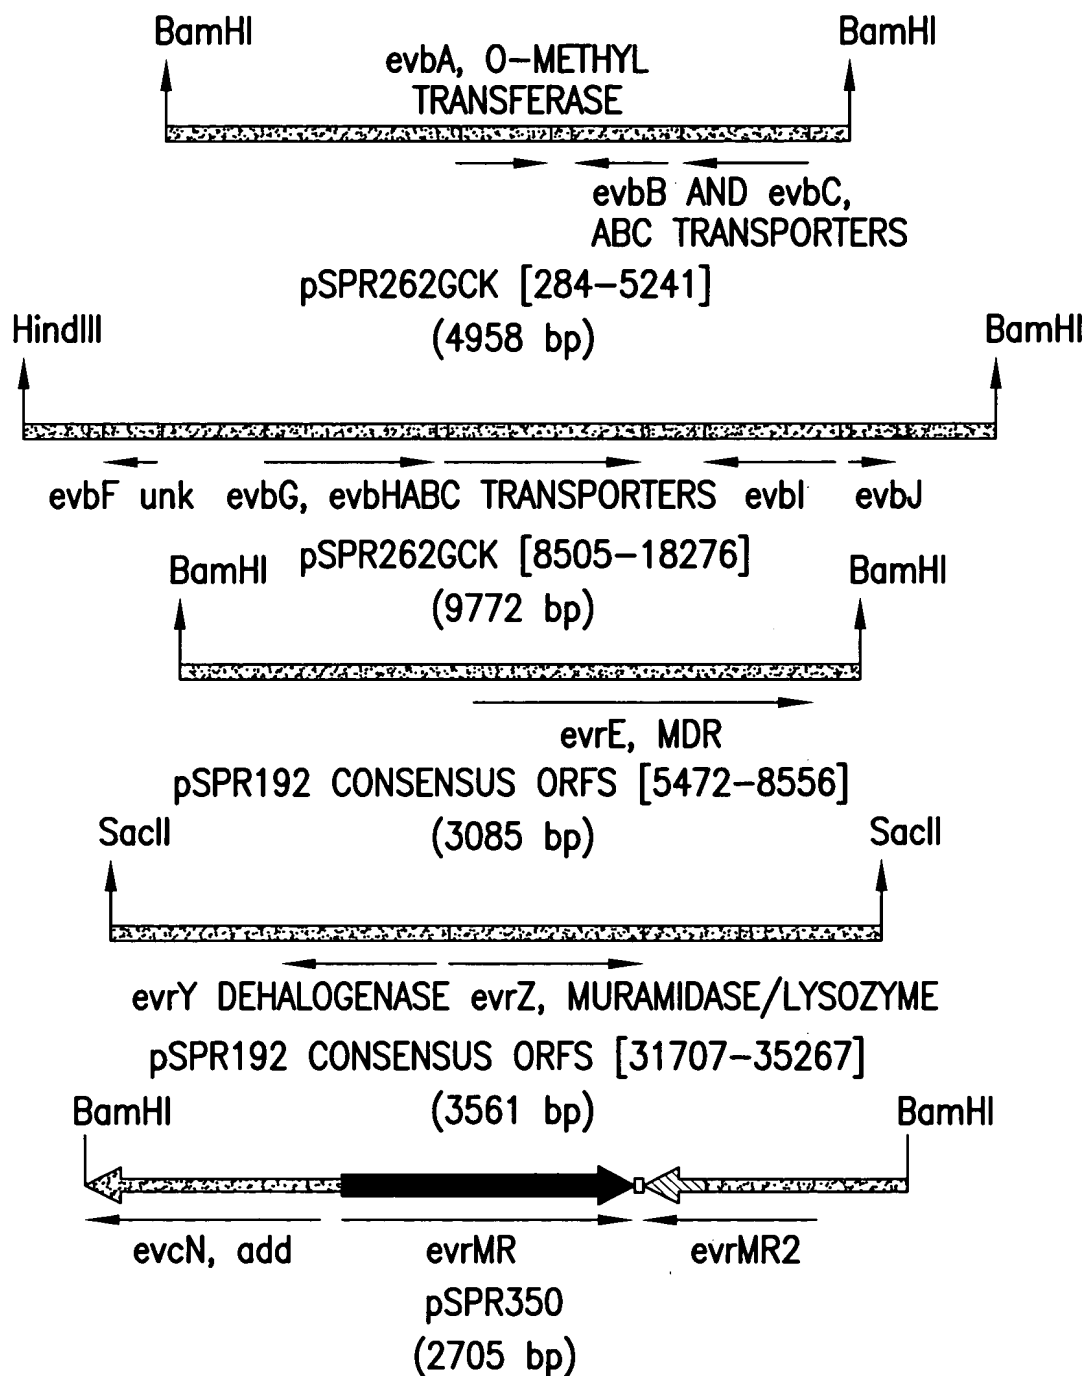 BamHI BamHI
evbA, O-METHYL
TRANSFERASE
evbB AND evbC,
ABC TRANSPORTERS
pSPR262GCK [284-5241]
(4958 bp)
HindIII BamHI
evbF unk evbG, evbHABC TRANSPORTERS evbI evbJ
pSPR262GCK [8505-18276]
(9772 bp)
BamHI BamHI
evrE, MDR
pSPR192 CONSENSUS ORFS [5472-8556]
(3085 bp)
SacII SacII
evrY DEHALOGENASE evrZ, MURAMIDASE/LYSOZYME
pSPR192 CONSENSUS ORFS [31707-35267]
(3561 bp)
BamHI BamHI
evcN, add evrMR evrMR2
pSPR350
(2705 bp)